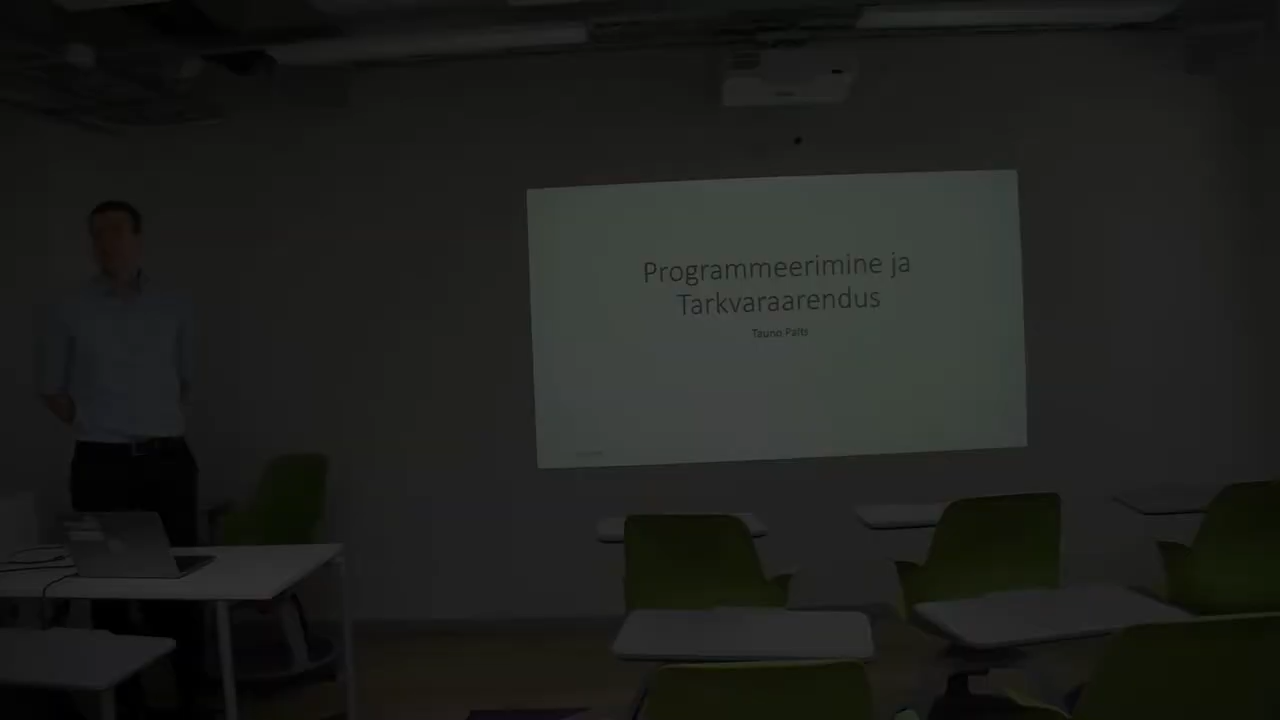 Programmeerimine ja
Tarkvaraarendus
Tauno Palts